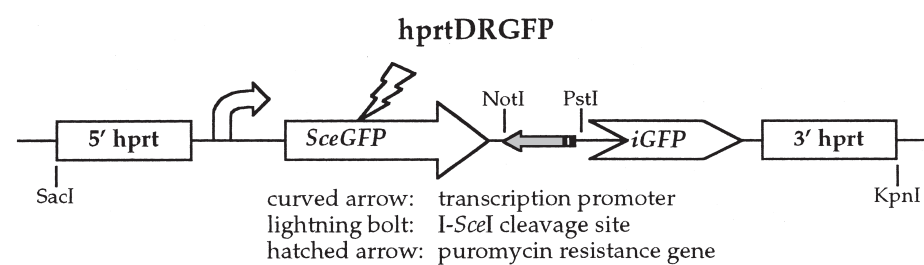 hprtDRGFP
NotI PstI
5′ hprt SceGFP iGFP 3′ hprt
SacI KpnI
curved arrow: transcription promoter
lightning bolt: I-SceI cleavage site
hatched arrow: puromycin resistance gene